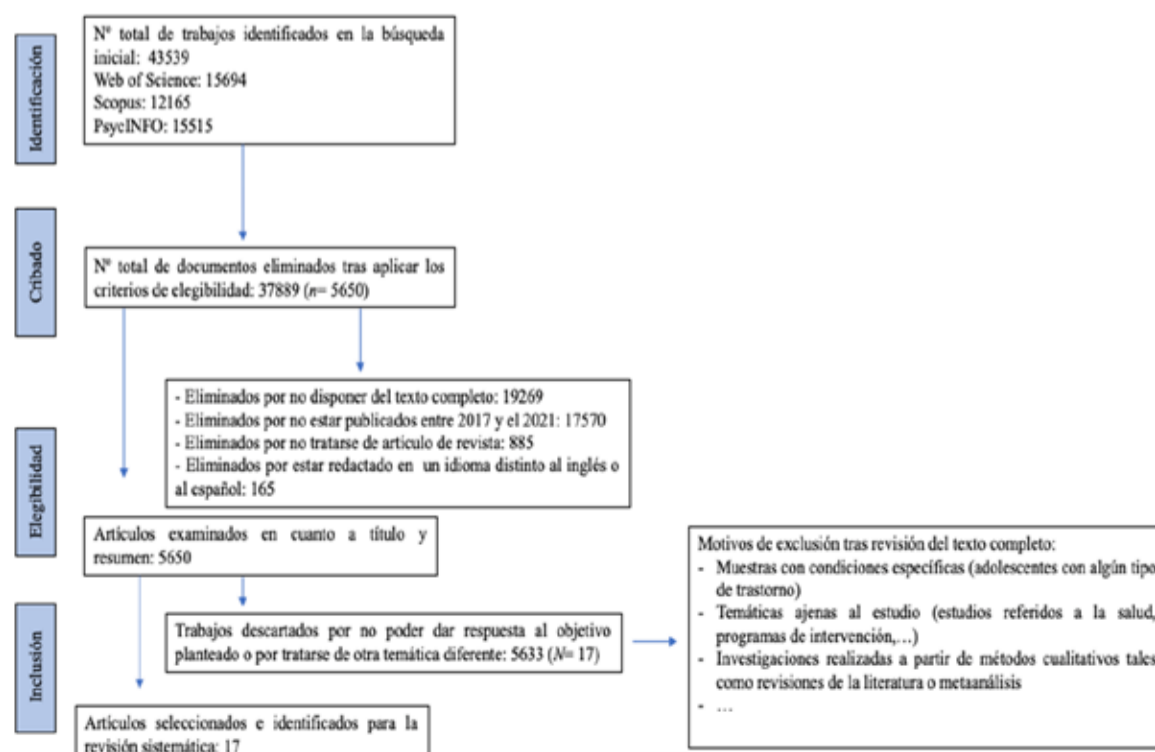 Identificación
Nº total de trabajos identificados en la búsqueda
inicial: 43539
Web of Science: 15694
Scopus: 12165
PsycINFO: 15515
Cribado
Nº total de documentos eliminados tras aplicar los
criterios de elegibilidad: 37889 (n= 5650)
- Eliminados por no disponer del texto completo: 19269
- Eliminados por no estar publicados entre 2017 y el 2021: 17570
- Eliminados por no tratarse de artículo de revista: 885
- Eliminados por estar redactado en un idioma distinto al inglés o
al español: 165
Elegibilidad
Artículos examinados en cuanto a título y
resumen: 5650
Inclusión
Trabajos descartados por no poder dar respuesta al objetivo
planteado o por tratarse de otra temática diferente: 5633 (N= 17)
Motivos de exclusión tras revisión del texto completo:
- Muestras con condiciones específicas (adolescentes con algún tipo
de trastorno)
- Temáticas ajenas al estudio (estudios referidos a la salud,
programas de intervención,…)
- Investigaciones realizadas a partir de métodos cualitativos tales
como revisiones de la literatura o metaanálisis
- …
Artículos seleccionados e identificados para la
revisión sistemática: 17